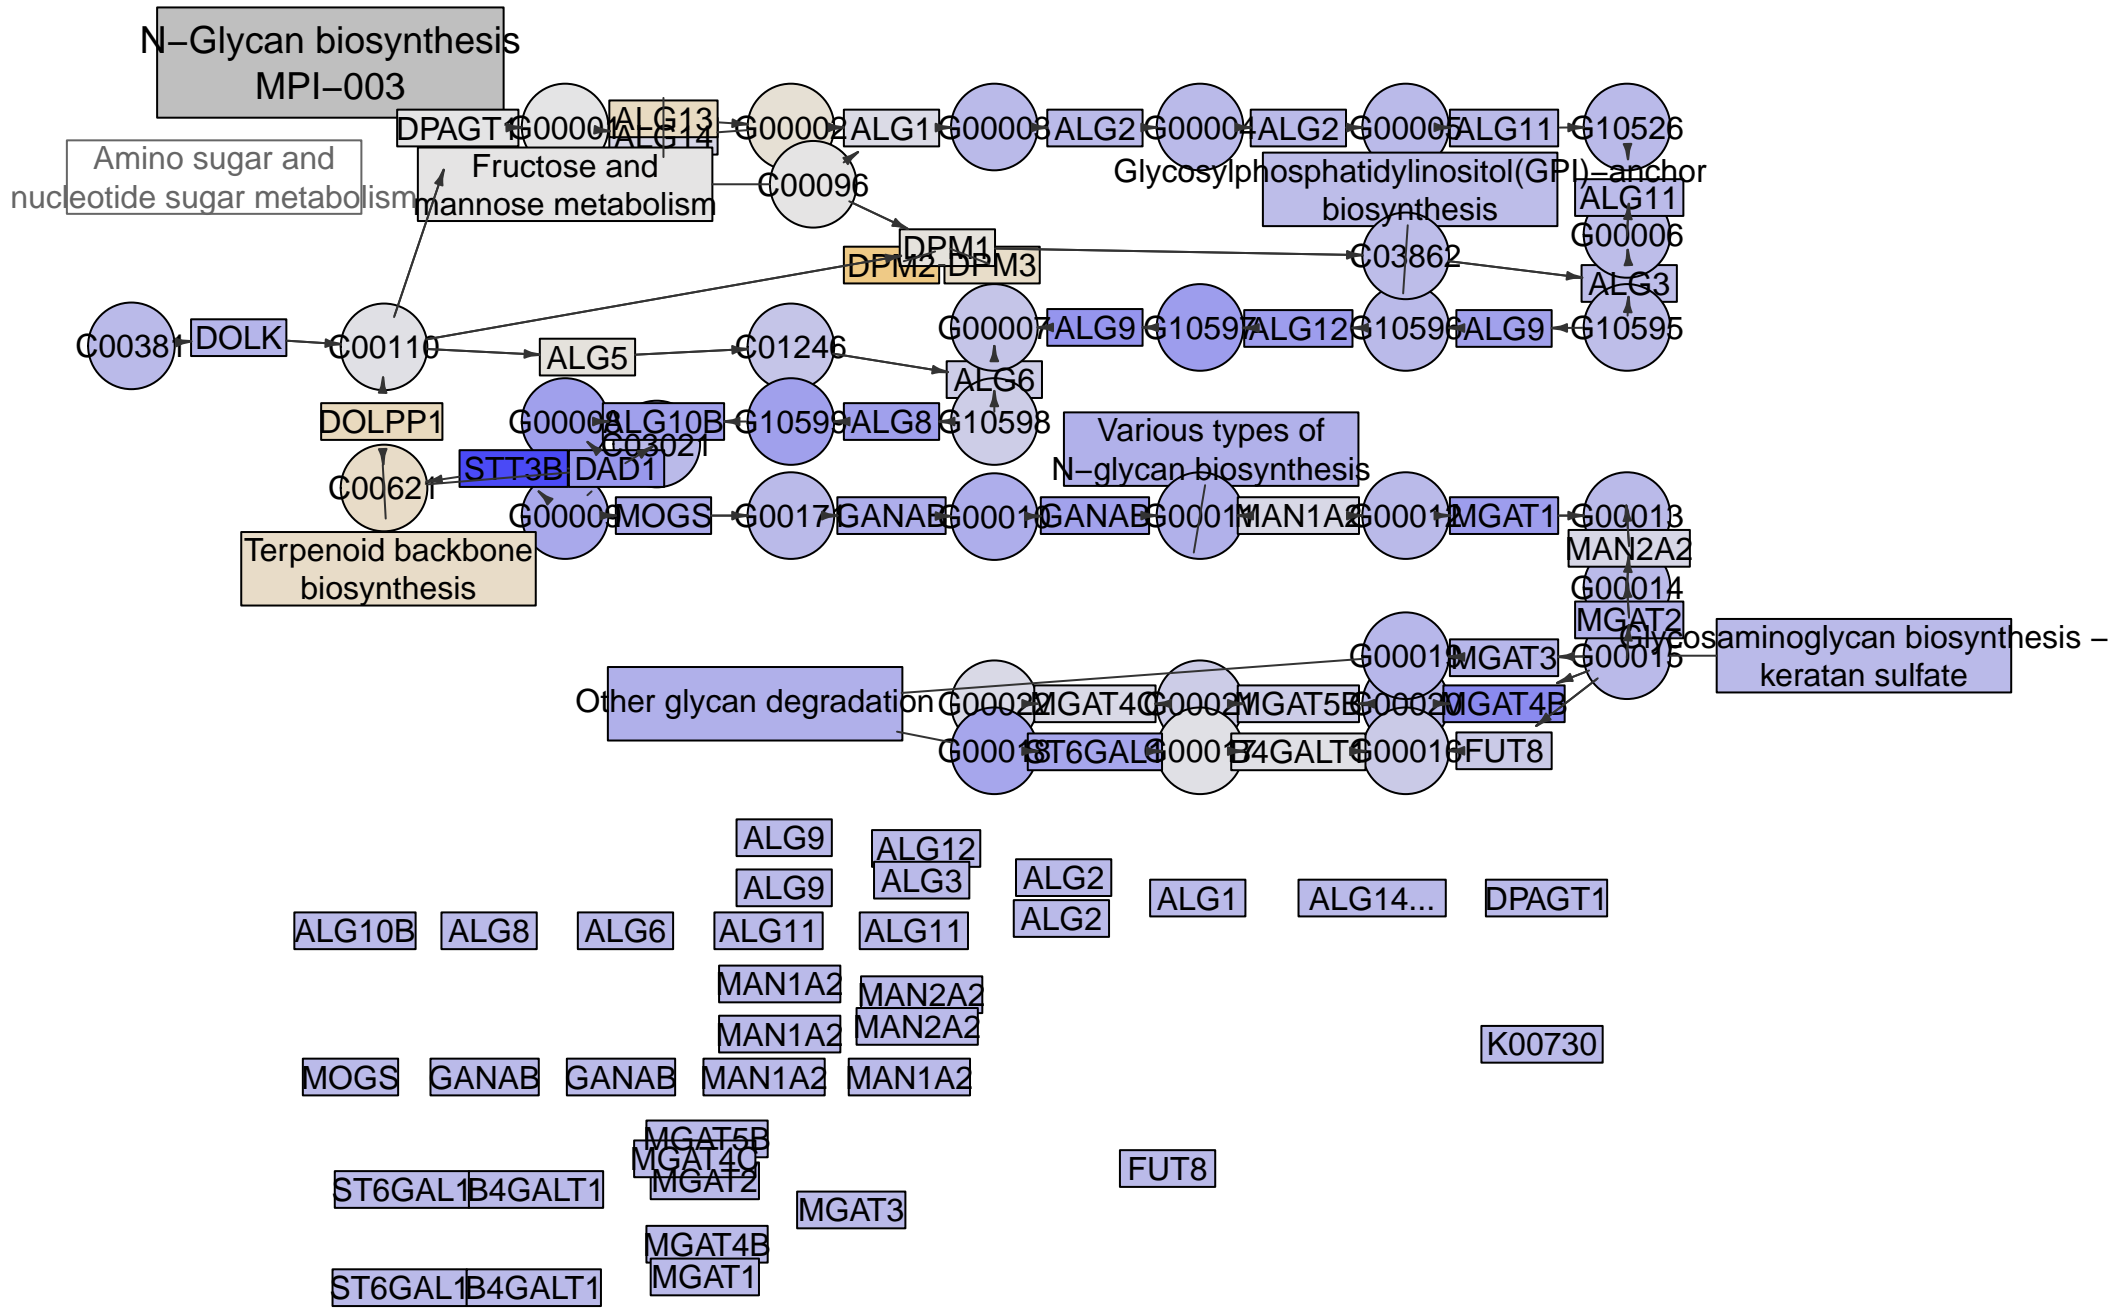 N−Glycan biosynthesis
MPI−003
DPAGT1
G00001
ALG13
ALG14
G00002
ALG1
G00003
ALG2
G00004
ALG2
G00005
ALG11
G10526
Amino sugar and
nucleotide sugar metabolism
Fructose and
mannose metabolism
C00096
Glycosylphosphatidylinositol(GPI)−anchor
biosynthesis
ALG11
G00006
DPM1
DPM2
DPM3
C03862
ALG3
C00381
DOLK
C00110
ALG5
C01246
G00007
ALG9
G10597
ALG12
G10596
ALG9
G10595
ALG6
DOLPP1
G00008
ALG10B
G10599
ALG8
G10598
C03021
Various types of
N−glycan biosynthesis
C00621
STT3B
DAD1
G00009
MOGS
G00171
GANAB
G00010
GANAB
G00011
MAN1A2
G00012
MGAT1
G00013
MAN2A2
Terpenoid backbone
biosynthesis
G00014
MGAT2
Glycosaminoglycan biosynthesis −
keratan sulfate
G00019
MGAT3
G00015
Other glycan degradation
G00022
MGAT4C
G00021
MGAT5B
G00020
MGAT4B
G00018
ST6GAL1
G00017
B4GALT1
G00016
FUT8
ALG9
ALG12
ALG9
ALG3
ALG2
ALG1
ALG14...
DPAGT1
ALG10B
ALG8
ALG6
ALG11
ALG11
ALG2
MAN1A2
MAN2A2
MAN1A2
MAN2A2
K00730
MOGS
GANAB
GANAB
MAN1A2
MAN1A2
MGAT5B
MGAT4C
MGAT2
FUT8
ST6GAL1
B4GALT1
MGAT3
MGAT4B
MGAT1
ST6GAL1
B4GALT1